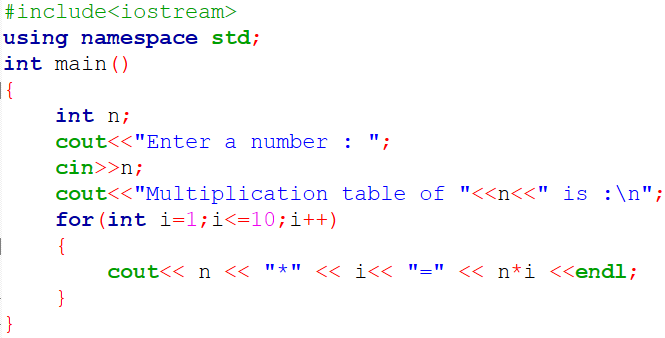 #include<iostream>
using namespace std;
int main()
{
    int n;
    cout<<"Enter a number : ";
    cin>>n;
    cout<<"Multiplication table of "<<n<<" is :\n";
    for(int i=1;i<=10;i++)
    {
        cout<< n << "*" << i<< "=" << n*i <<endl;
    }
}